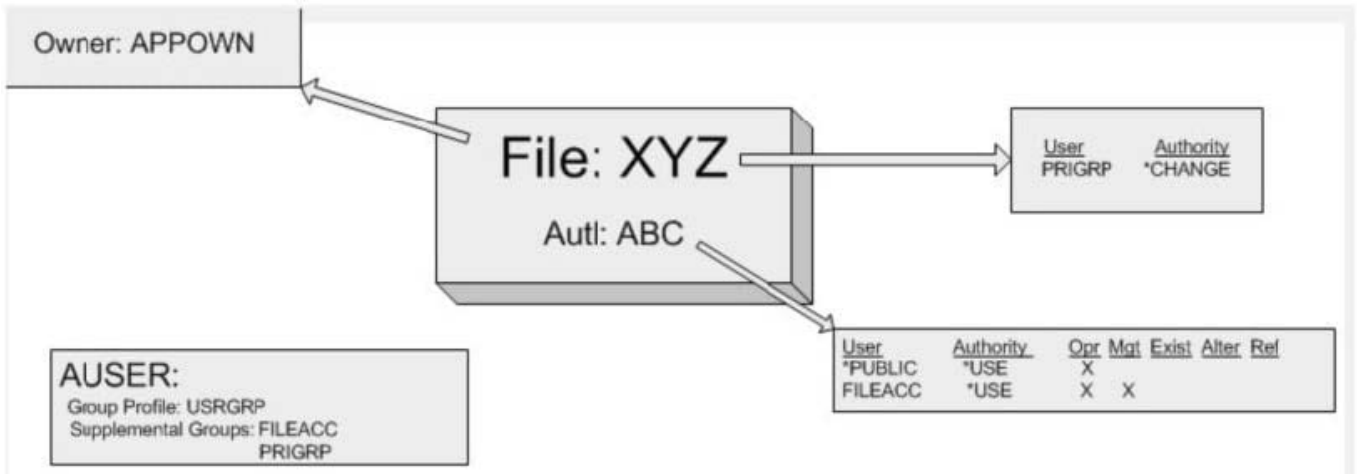 Owner: APPOWN
File: XYZ
Autl: ABC
User Authority
PRIGRP *CHANGE
User Authority Opr Mgt Exist Alter Ref
*PUBLIC *USE X
FILEACC *USE X X
AUSER:
Group Profile: USRGRP
Supplemental Groups: FILEACC
PRIGRP